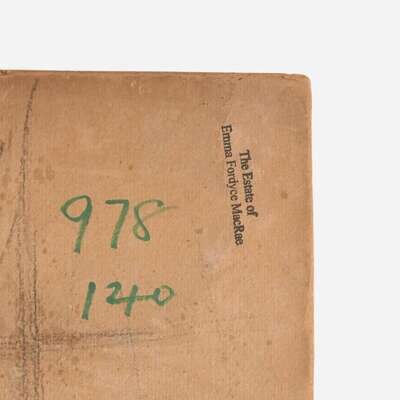 The Estate of
Emma Fordyce MacRae
978
140